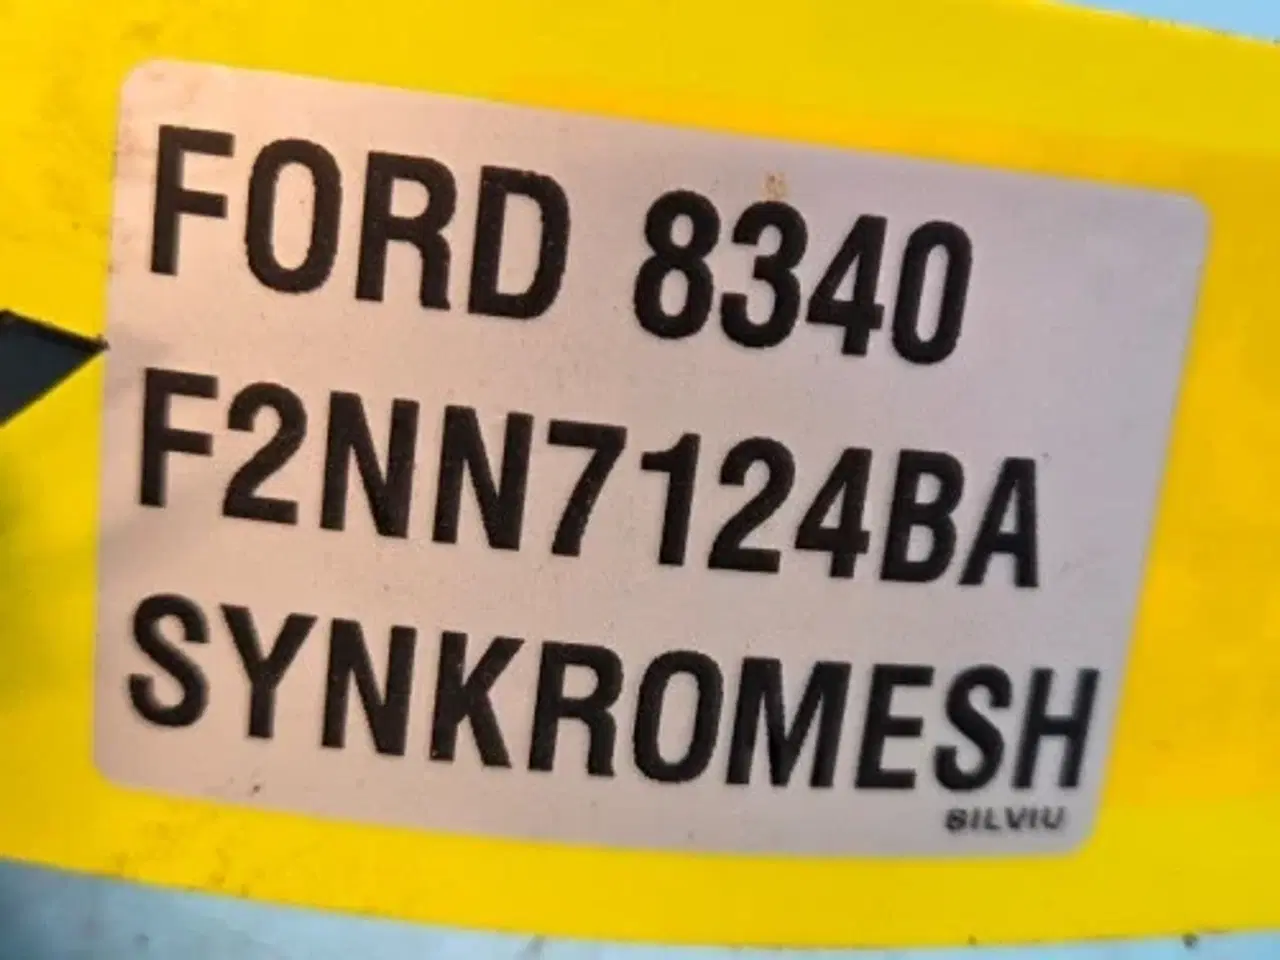 FORD 8340
F2NN7124BA
SYNKROMESH
SILVIU